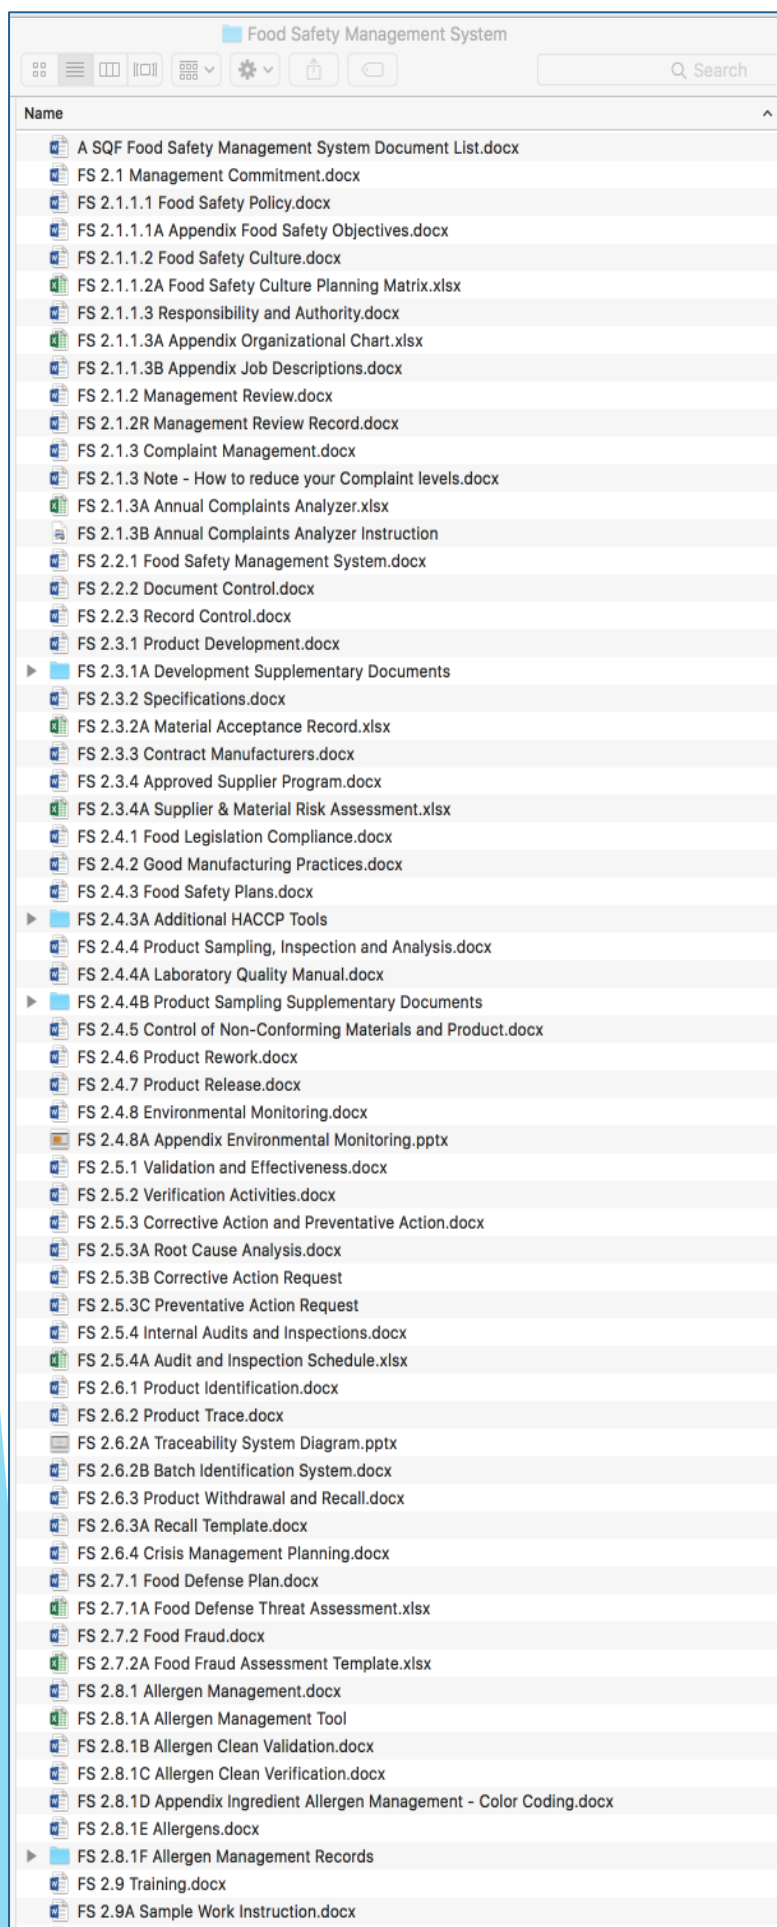 Food Safety Management System
Search
Name
A SQF Food Safety Management System Document List.docx
FS 2.1 Management Commitment.docx
FS 2.1.1.1 Food Safety Policy.docx
FS 2.1.1.1A Appendix Food Safety Objectives.docx
FS 2.1.1.2 Food Safety Culture.docx
FS 2.1.1.2A Food Safety Culture Planning Matrix.xlsx
FS 2.1.1.3 Responsibility and Authority.docx
FS 2.1.1.3A Appendix Organizational Chart.xlsx
FS 2.1.1.3B Appendix Job Descriptions.docx
FS 2.1.2 Management Review.docx
FS 2.1.2R Management Review Record.docx
FS 2.1.3 Complaint Management.docx
FS 2.1.3 Note - How to reduce your Complaint levels.docx
FS 2.1.3A Annual Complaints Analyzer.xlsx
FS 2.1.3B Annual Complaints Analyzer Instruction
FS 2.2.1 Food Safety Management System.docx
FS 2.2.2 Document Control.docx
FS 2.2.3 Record Control.docx
FS 2.3.1 Product Development.docx
FS 2.3.1A Development Supplementary Documents
FS 2.3.2 Specifications.docx
FS 2.3.2A Material Acceptance Record.xlsx
FS 2.3.3 Contract Manufacturers.docx
FS 2.3.4 Approved Supplier Program.docx
FS 2.3.4A Supplier & Material Risk Assessment.xlsx
FS 2.4.1 Food Legislation Compliance.docx
FS 2.4.2 Good Manufacturing Practices.docx
FS 2.4.3 Food Safety Plans.docx
FS 2.4.3A Additional HACCP Tools
FS 2.4.4 Product Sampling, Inspection and Analysis.docx
FS 2.4.4A Laboratory Quality Manual.docx
FS 2.4.4B Product Sampling Supplementary Documents
FS 2.4.5 Control of Non-Conforming Materials and Product.docx
FS 2.4.6 Product Rework.docx
FS 2.4.7 Product Release.docx
FS 2.4.8 Environmental Monitoring.docx
FS 2.4.8A Appendix Environmental Monitoring.pptx
FS 2.5.1 Validation and Effectiveness.docx
FS 2.5.2 Verification Activities.docx
FS 2.5.3 Corrective Action and Preventative Action.docx
FS 2.5.3A Root Cause Analysis.docx
FS 2.5.3B Corrective Action Request
FS 2.5.3C Preventative Action Request
FS 2.5.4 Internal Audits and Inspections.docx
FS 2.5.4A Audit and Inspection Schedule.xlsx
FS 2.6.1 Product Identification.docx
FS 2.6.2 Product Trace.docx
FS 2.6.2A Traceability System Diagram.pptx
FS 2.6.2B Batch Identification System.docx
FS 2.6.3 Product Withdrawal and Recall.docx
FS 2.6.3A Recall Template.docx
FS 2.6.4 Crisis Management Planning.docx
FS 2.7.1 Food Defense Plan.docx
FS 2.7.1A Food Defense Threat Assessment.xlsx
FS 2.7.2 Food Fraud.docx
FS 2.7.2A Food Fraud Assessment Template.xlsx
FS 2.8.1 Allergen Management.docx
FS 2.8.1A Allergen Management Tool
FS 2.8.1B Allergen Clean Validation.docx
FS 2.8.1C Allergen Clean Verification.docx
FS 2.8.1D Appendix Ingredient Allergen Management - Color Coding.docx
FS 2.8.1E Allergens.docx
FS 2.8.1F Allergen Management Records
FS 2.9 Training.docx
FS 2.9A Sample Work Instruction.docx